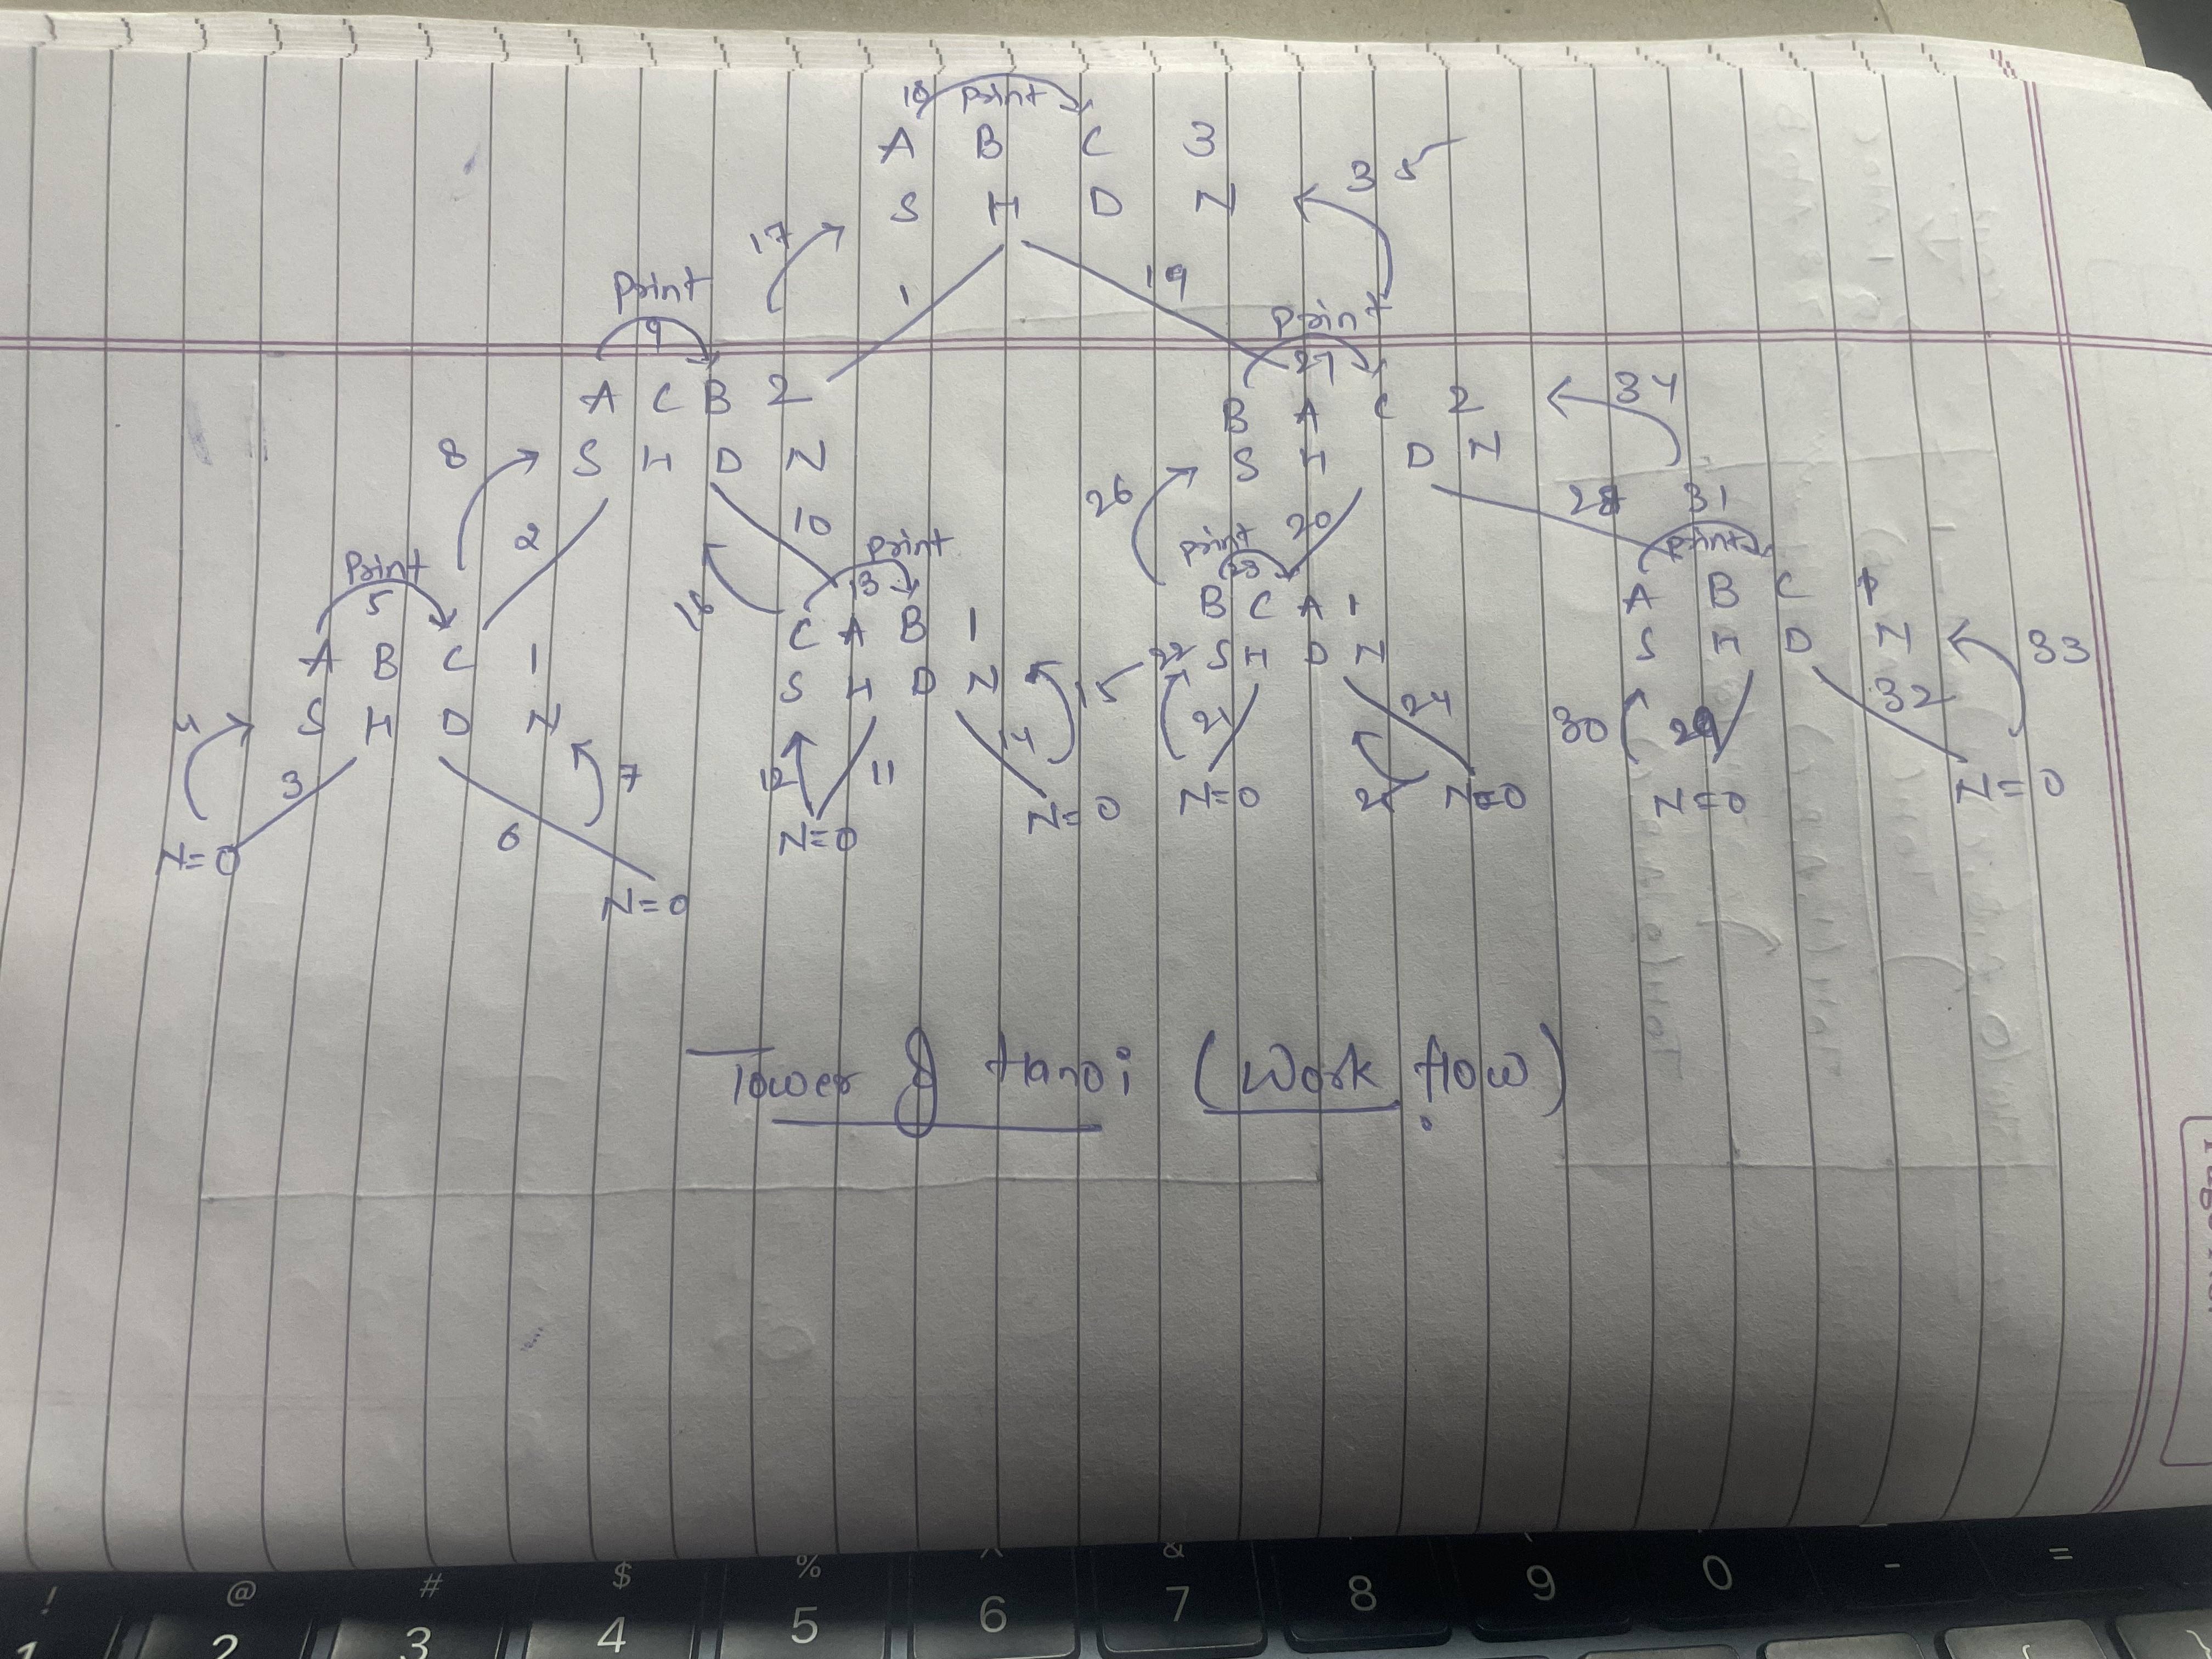 18 Print
A B C 3
S H D N
35
17
1
19
Print
9
A C B 2
S H D N
Print
27
B A C 2
S H D N
34
8
2
10
26
20
28
31
Print
5
A B C 1
S H D N
16
Print
13
C A B 1
S H D N
Print
23
B C A 1
22 S H D N
Print
A B C 1
S H D N
33
4
3
7
6
N=0
N=0
12
11
14
15
N=0
N=0
21
24
25
N=0
N=0
30
29
32
N=0
N=0
Tower of Hanoi (Work flow)
! @ # $ % ^ &
1 2 3 4 5 6 7 8 9 0 - =